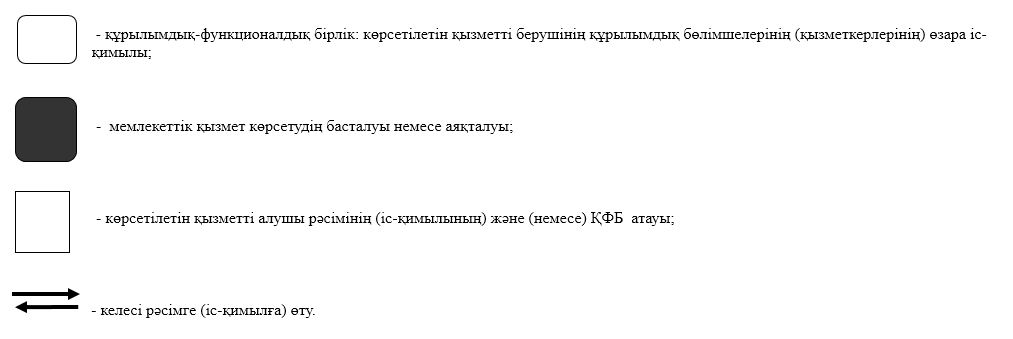 - құрылымдық-функционалдық бірлік: көрсетілетін қызметті берушінің құрылымдық бөлімшелерінің (қызметкерлерінің) өзара іс-
қимылы;
- мемлекеттік қызмет көрсетудің басталуы немесе аяқталуы;
- көрсетілетін қызметті алушы рәсімінің (іс-қимылының) және (немесе) ҚФБ атауы;
- келесі рәсімге (іс-қимылға) өту.